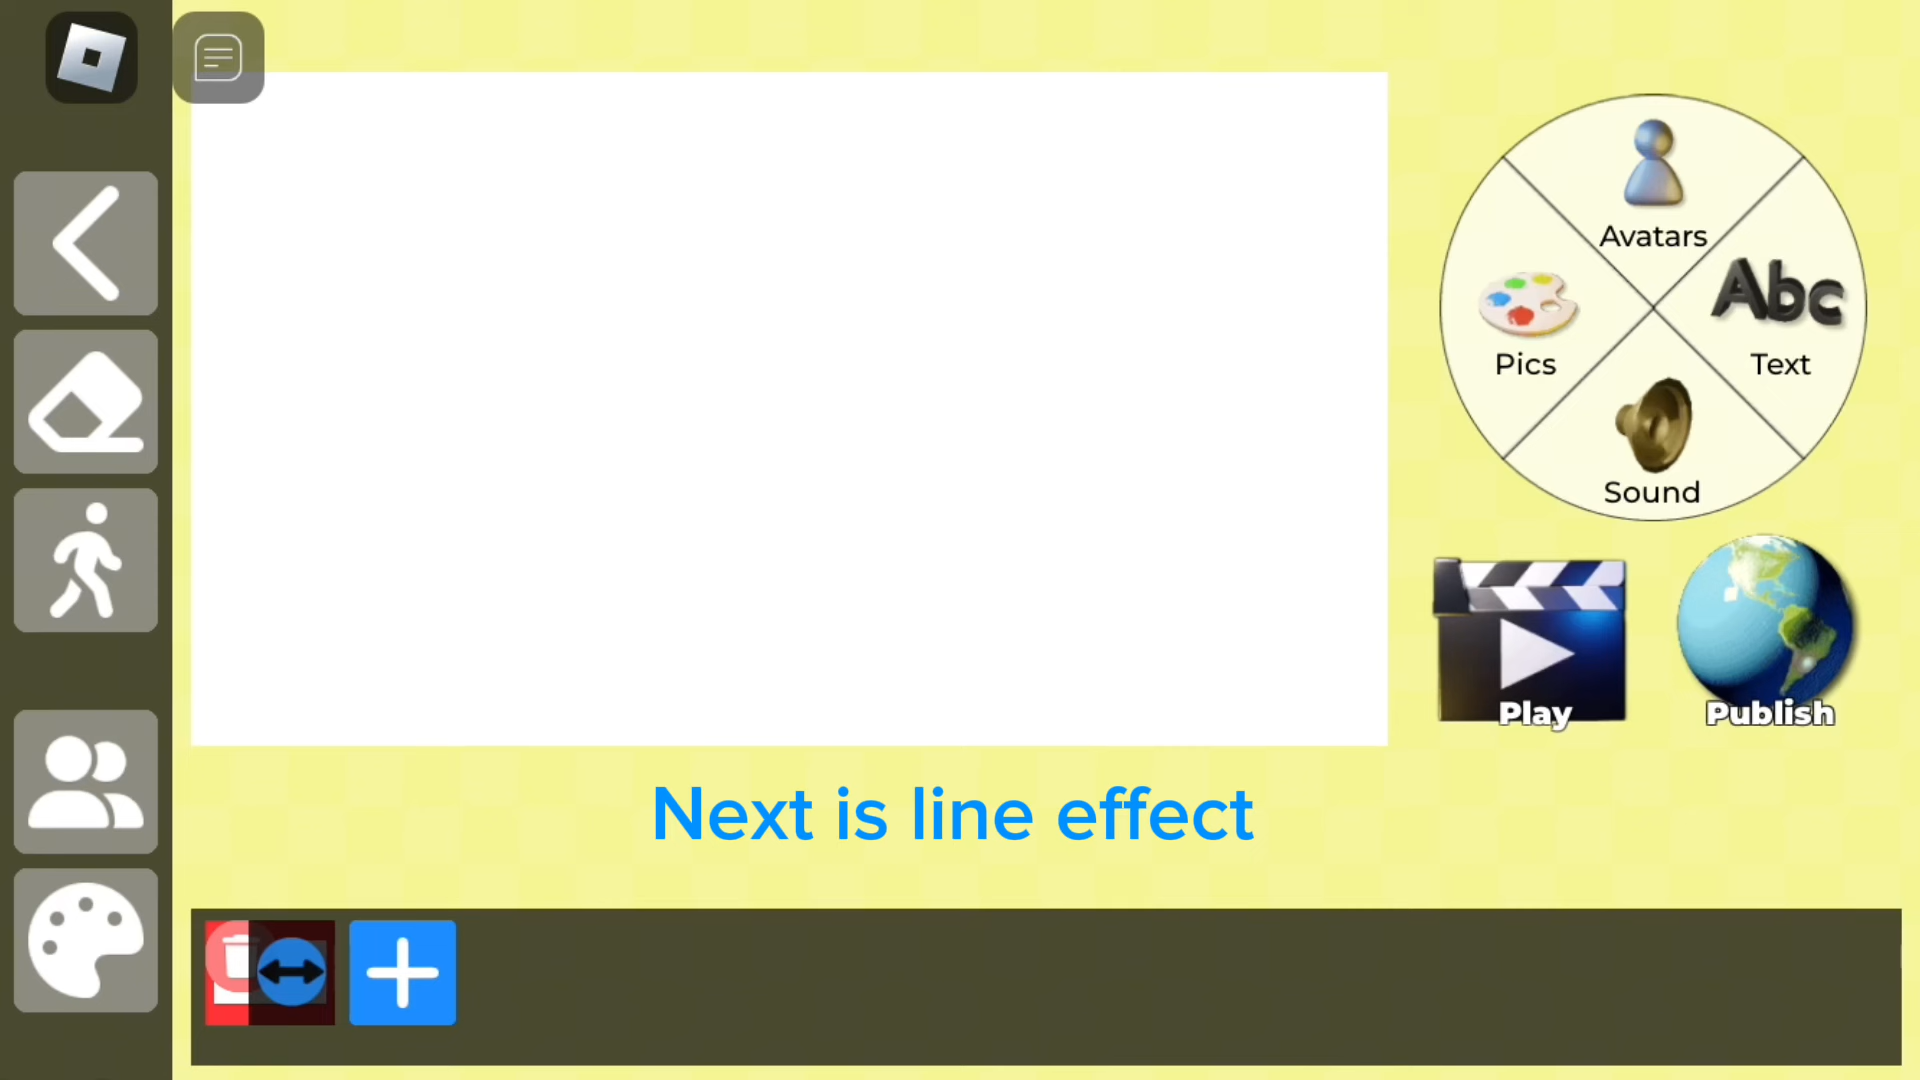 Avatars
Abc
Pics
Text
Sound
Play
Publish
Next is line effect